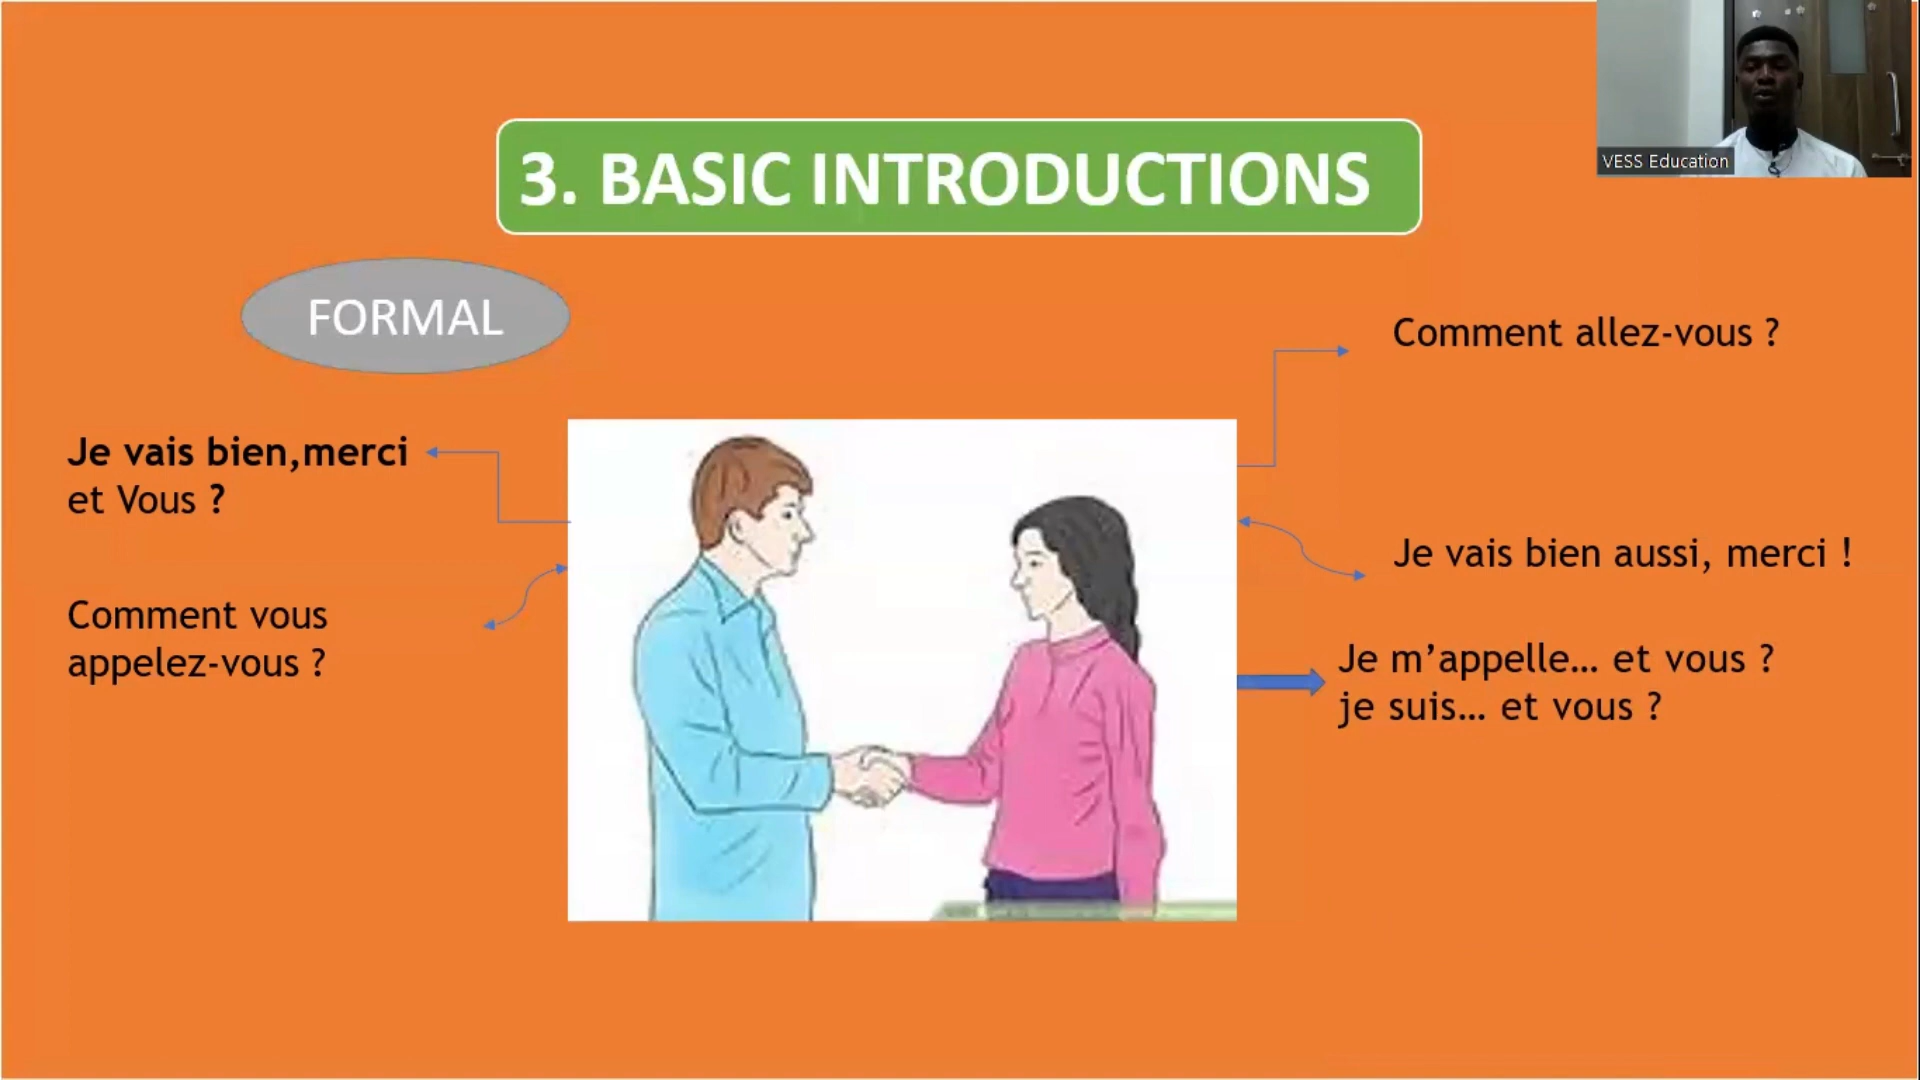 3. BASIC INTRODUCTIONS
VESS Education
FORMAL
Comment allez-vous ?
Je vais bien,merci
et Vous ?
Je vais bien aussi, merci !
Comment vous
appelez-vous ?
Je m’appelle… et vous ?
je suis… et vous ?